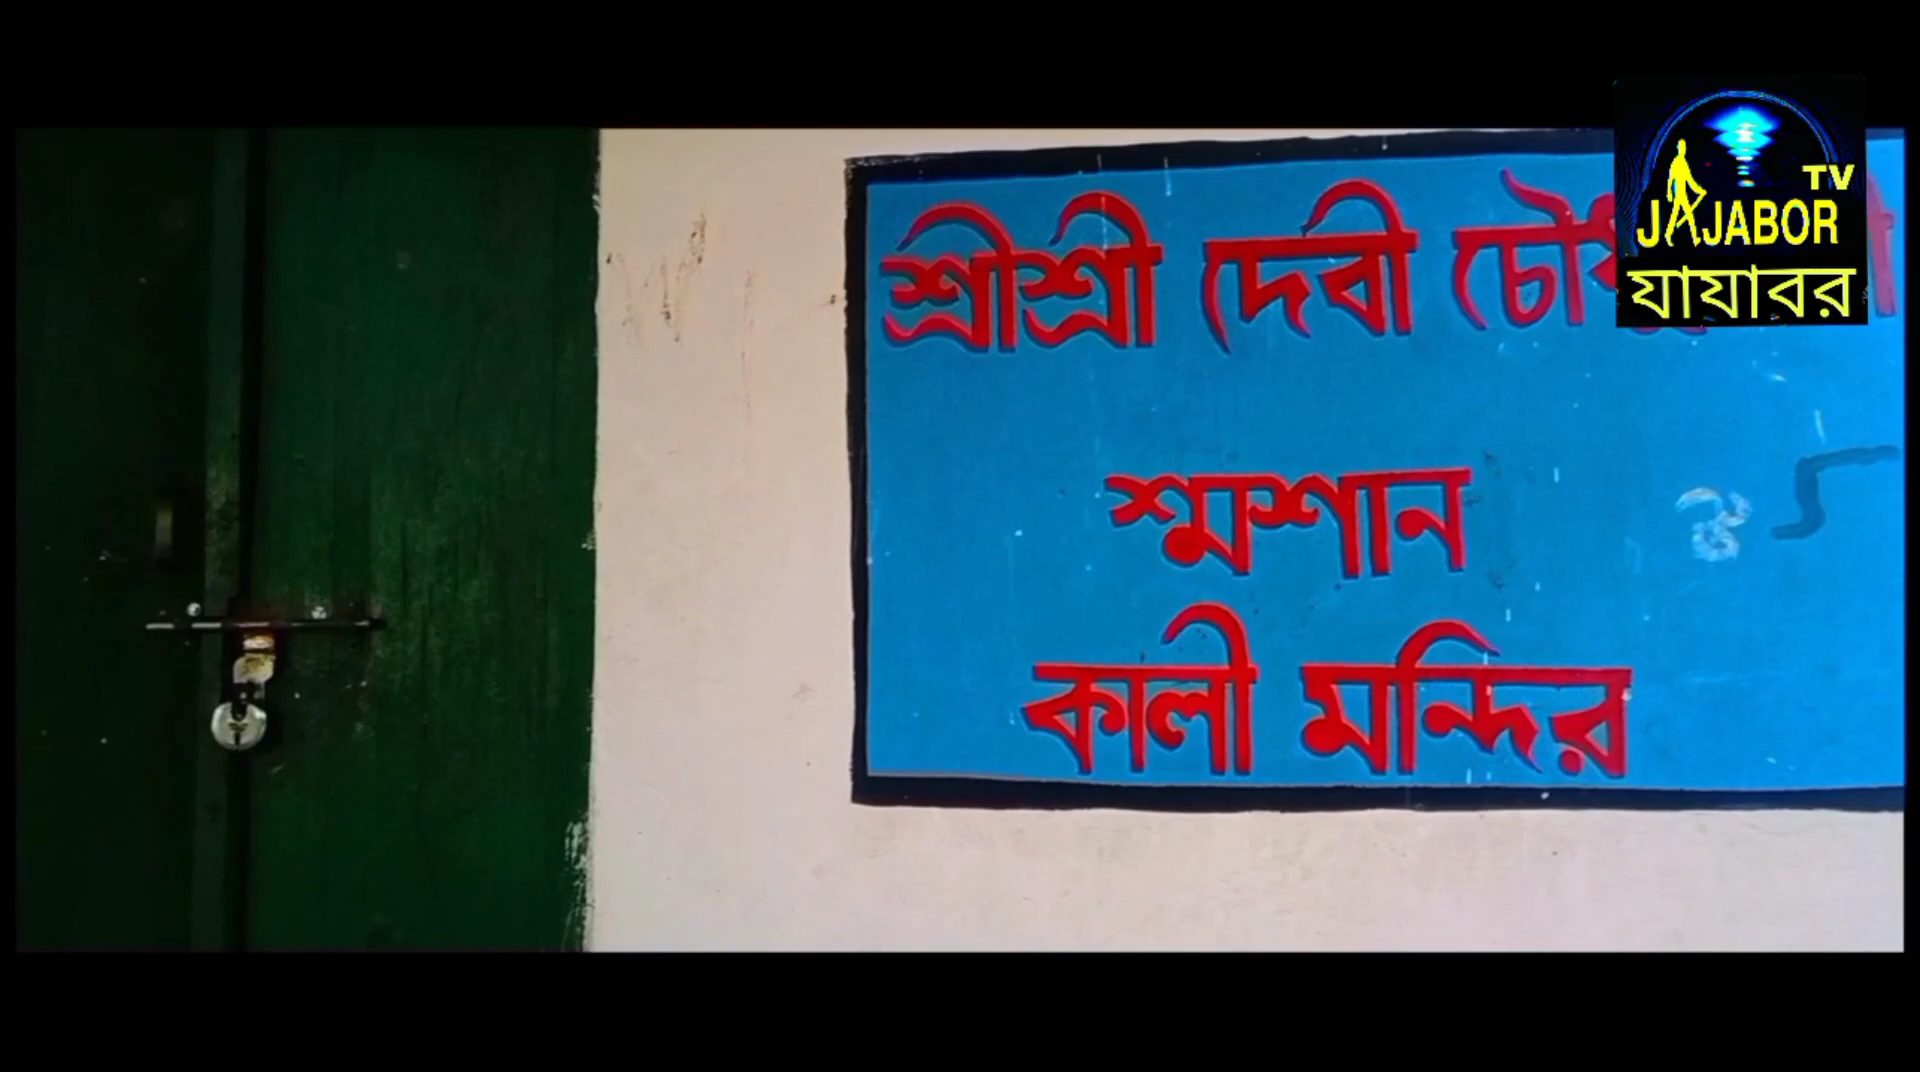 শ্রীশ্রী দেবী
শ্মশান
কালী মন্দির
TV
JAJABOR
যাযাবর